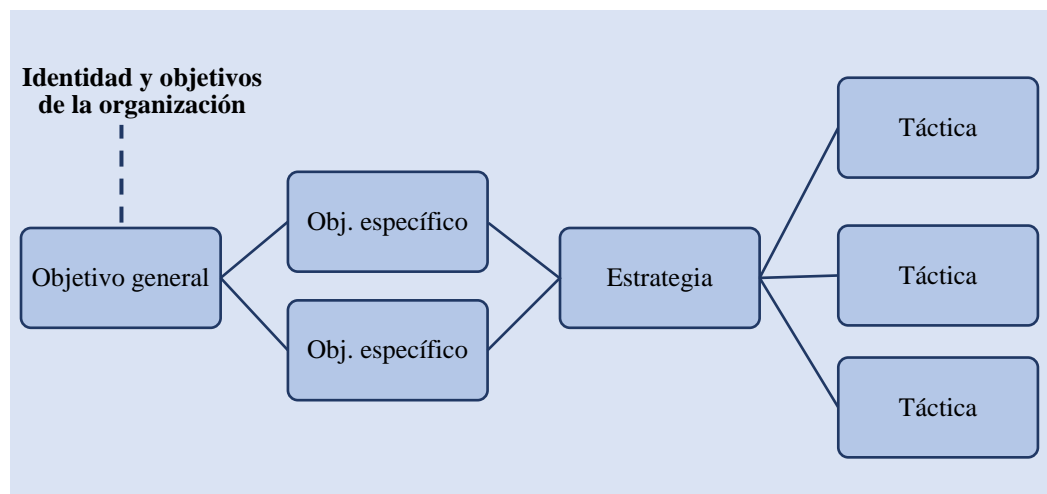 Identidad y objetivos
de la organización
Objetivo general
Obj. específico
Obj. específico
Estrategia
Táctica
Táctica
Táctica